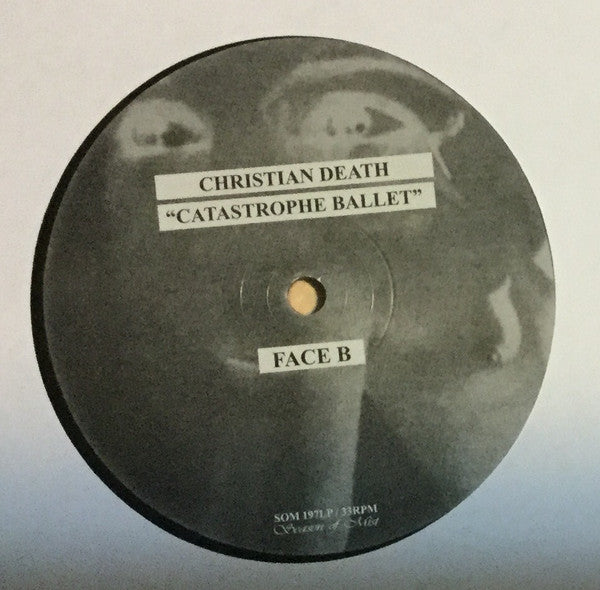 CHRISTIAN DEATH
“CATASTROPHE BALLET”
FACE B
SOM 197LP / 33RPM
Season of Mist